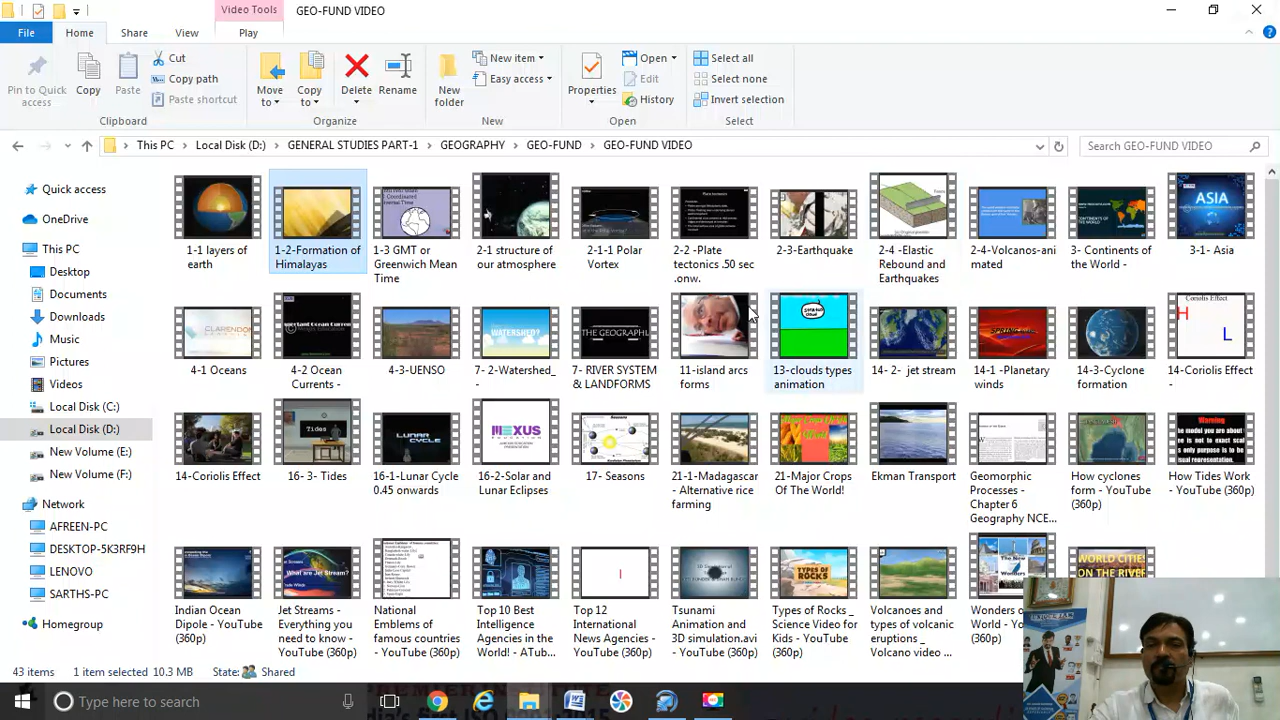 Video Tools
GEO-FUND VIDEO
File
Home
Share
View
Play
Pin to Quick access
Copy
Paste
Cut
Copy path
Paste shortcut
Clipboard
Move to
Copy to
Delete
Rename
Organize
New folder
New item
Easy access
New
Properties
Open
Edit
History
Open
Select all
Select none
Invert selection
Select
This PC > Local Disk (D:) > GENERAL STUDIES PART-1 > GEOGRAPHY > GEO-FUND > GEO-FUND VIDEO
Search GEO-FUND VIDEO
Quick access
OneDrive
This PC
Desktop
Documents
Downloads
Music
Pictures
Videos
Local Disk (C:)
Local Disk (D:)
New Volume (E:)
New Volume (F:)
Network
AFREEN-PC
LENOVO
SARTHS-PC
Homegroup
1-1 layers of earth
1-2-Formation of Himalayas
1-3 GMT or Greenwich Mean Time
2-1 structure of our atmosphere
2-1-1 Polar Vortex
2-2 -Plate tectonics .50 sec .onw.
2-3-Earthquake
2-4 -Elastic Rebound and Earthquakes
2-4-Volcanos-animated
3- Continents of the World -
ASIA
3-1- Asia
4-1 Oceans
4-2 Ocean Currents -
4-3-UENSO
WATERSHED?
7- 2-Watershed_ -
THE GEOGRAPHY
7- RIVER SYSTEM & LANDFORMS
11-island arcs forms
13-clouds types animation
14- 2- jet stream
14-1 -Planetary winds
14-3-Cyclone formation
Coriolis Effect
H
L
14-Coriolis Effect -
14-Coriolis Effect
Tides
16- 3- Tides
LUNAR CYCLE
16-1-Lunar Cycle 0.45 onwards
MEXUS
16-2-Solar and Lunar Eclipses
Seasons
17- Seasons
21-1-Madagascar - Alternative rice farming
21-Major Crops Of The World!
Ekman Transport
Geomorphic Processes - Chapter 6 Geography NCE...
How cyclones form - YouTube (360p)
Warning
How Tides Work - YouTube (360p)
Indian Ocean Dipole - YouTube (360p)
What are Jet Stream?
Jet Streams - Everything you need to know - YouTube (360p)
National Emblems of famous countries - YouTube (360p)
Top 10 Best Intelligence Agencies in the World! - ATub...
Top 12 International News Agencies - YouTube (360p)
Tsunami Animation and 3D simulation.avi - YouTube (360p)
TYPES OF ROCKS
Types of Rocks _ Science Video for Kids - YouTube (360p)
Volcanoes and types of volcanic eruptions _ Volcano video ...
The New Wonders
WORLD CITIES ON THE RIVER
43 items
1 item selected 10.3 MB
State: Shared
Type here to search